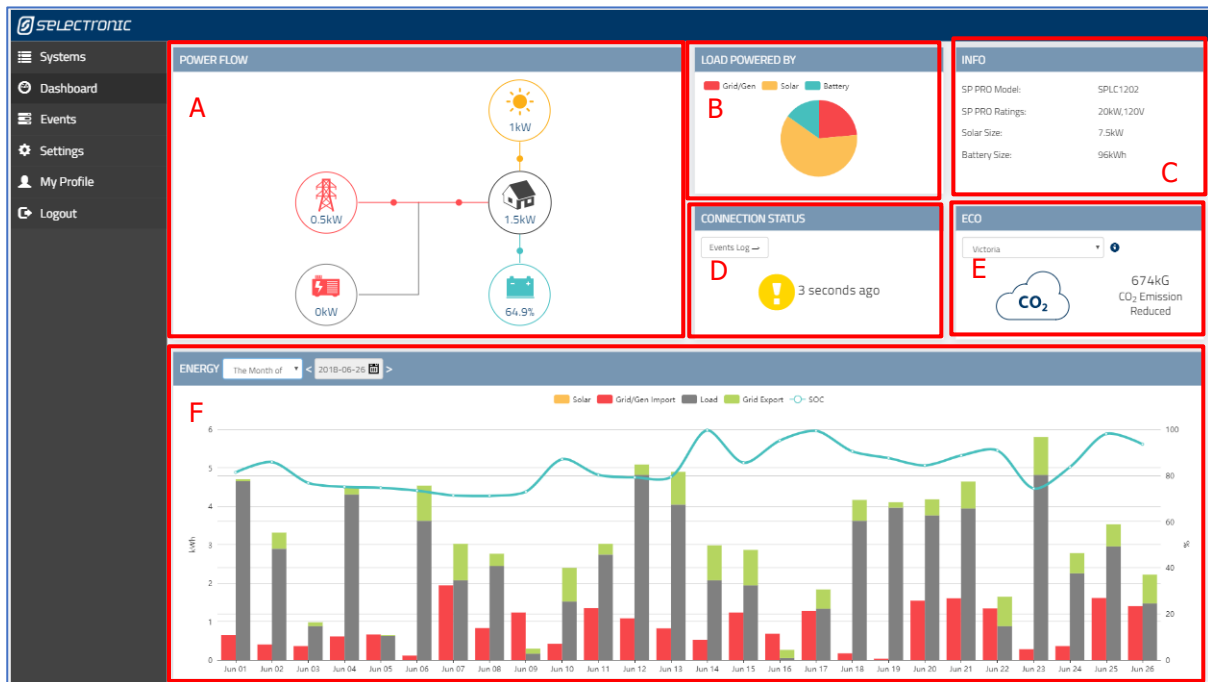 SELECTRONIC
Systems
Dashboard
Events
Settings
My Profile
Logout
POWER FLOW
A
1kW
0.5kW
1.5kW
0kW
64.9%
LOAD POWERED BY
Grid/Gen Solar Battery
B
INFO
SP PRO Model: SPLC1202
SP PRO Ratings: 20kW,120V
Solar Size: 7.5kW
Battery Size: 96kWh
C
CONNECTION STATUS
Events Log
D
3 seconds ago
ECO
Victoria
E
CO₂
674kG
CO₂ Emission
Reduced
ENERGY The Month of < 2018-06-26 >
F
Solar Grid/Gen Import Load Grid Export SOC
6 100
5
80
4
60
kWh 3 %
40
2
20
1
0 0
Jun 01 Jun 02 Jun 03 Jun 04 Jun 05 Jun 06 Jun 07 Jun 08 Jun 09 Jun 10 Jun 11 Jun 12 Jun 13 Jun 14 Jun 15 Jun 16 Jun 17 Jun 18 Jun 19 Jun 20 Jun 21 Jun 22 Jun 23 Jun 24 Jun 25 Jun 26